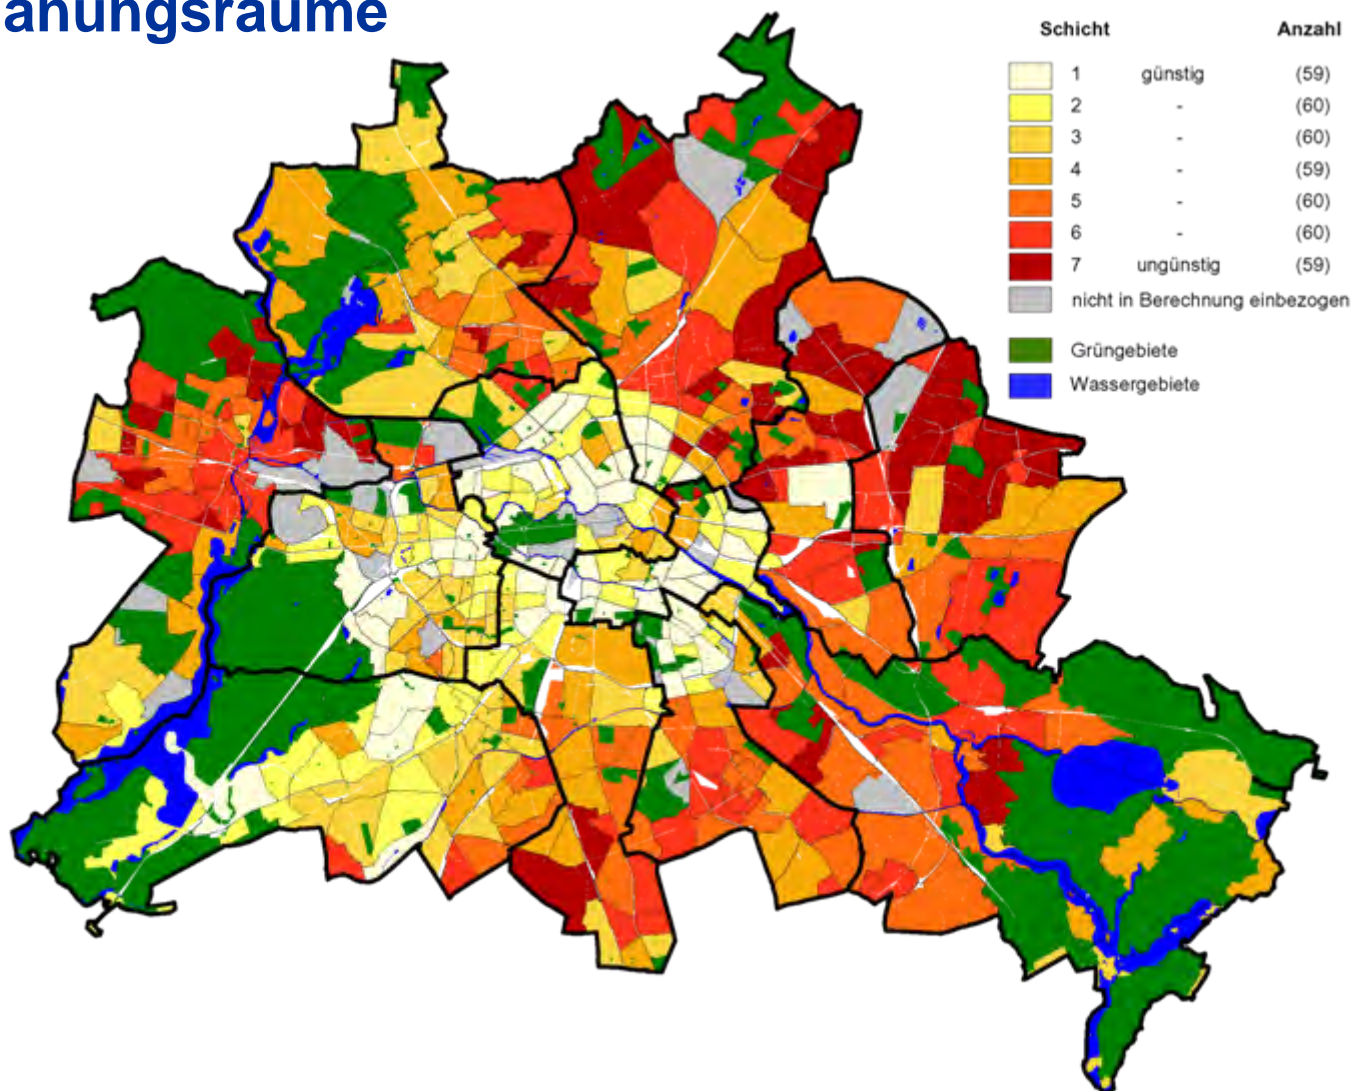 anungsräume
Schicht Anzahl
1 günstig (59)
2 - (60)
3 - (60)
4 - (59)
5 - (60)
6 - (60)
7 ungünstig (59)
nicht in Berechnung einbezogen
Grüngebiete
Wassergebiete